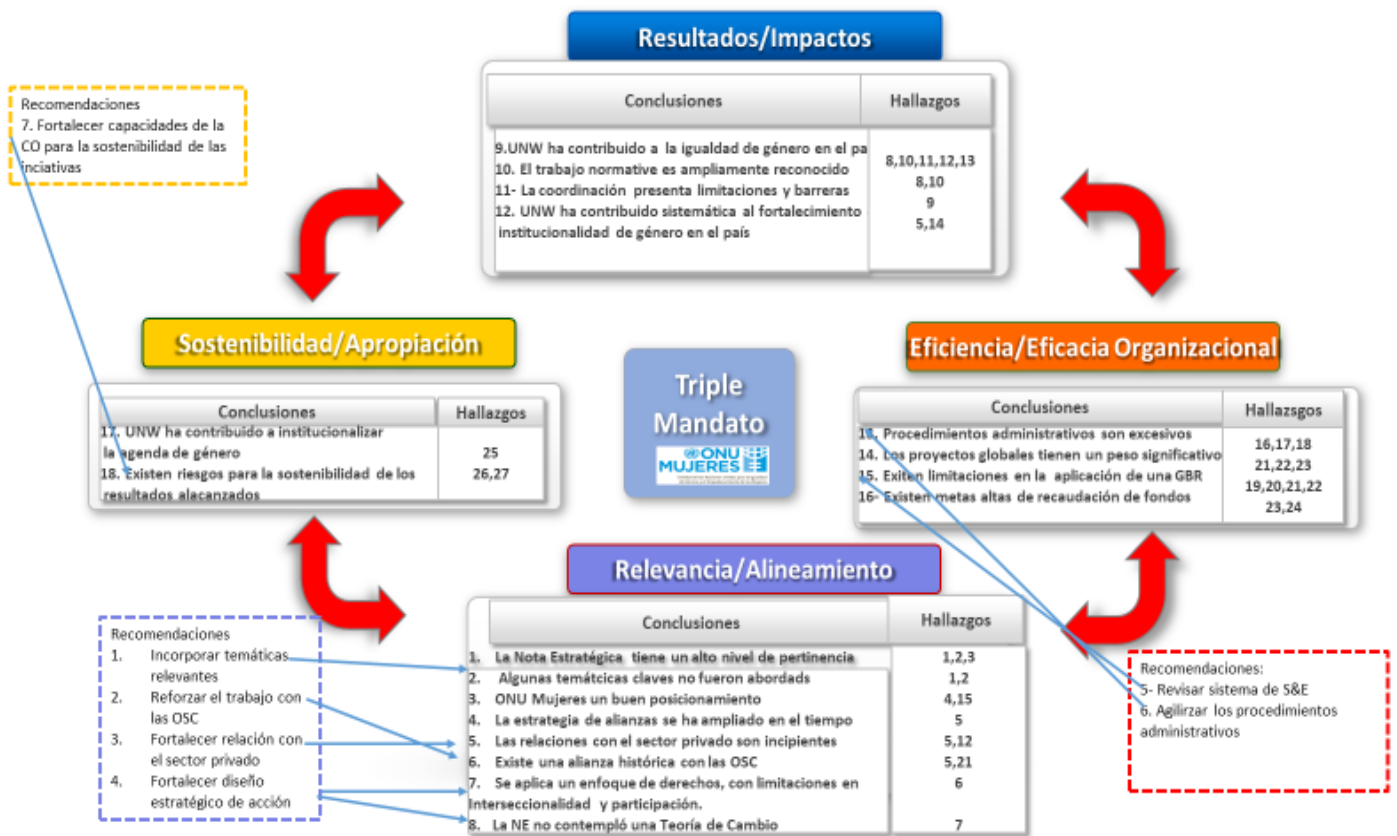 Resultados/Impactos
Conclusiones Hallazgos
9.UNW ha contribuido a la igualdad de género en el pa 8,10,11,12,13
10. El trabajo normative es ampliamente reconocido 8,10
11- La coordinación presenta limitaciones y barreras 9
12. UNW ha contribuido sistemática al fortalecimiento 5,14
institucionalidad de género en el país
Recomendaciones
7. Fortalecer capacidades de la
CO para la sostenibilidad de las
inciativas
Sostenibilidad/Apropiación
Conclusiones Hallazgos
17. UNW ha contribuido a institucionalizar
la agenda de género 25
18. Existen riesgos para la sostenibilidad de los 26,27
resultados alacanzados
Triple
Mandato
ONU
MUJERES
Eficiencia/Eficacia Organizacional
Conclusiones Hallazsgos
13. Procedimientos administrativos son excesivos 16,17,18
14. Los proyectos globales tienen un peso significativo 21,22,23
15. Exiten limitaciones en la aplicación de una GBR 19,20,21,22
16- Existen metas altas de recaudación de fondos 23,24
Relevancia/Alineamiento
Conclusiones Hallazgos
1. La Nota Estratégica tiene un alto nivel de pertinencia 1,2,3
2. Algunas temátcicas claves no fueron abordads 1,2
3. ONU Mujeres un buen posicionamiento 4,15
4. La estrategia de alianzas se ha ampliado en el tiempo 5
5. Las relaciones con el sector privado son incipientes 5,12
6. Existe una alianza histórica con las OSC 5,21
7. Se aplica un enfoque de derechos, con limitaciones en 6
Interseccionalidad y participación.
8. La NE no contempló una Teoría de Cambio 7
Recomendaciones
1. Incorporar temáticas
relevantes
2. Reforzar el trabajo con
las OSC
3. Fortalecer relación con
el sector privado
4. Fortalecer diseño
estratégico de acción
Recomendaciones:
5- Revisar sistema de S&E
6. Agilirzar los procedimientos
administrativos